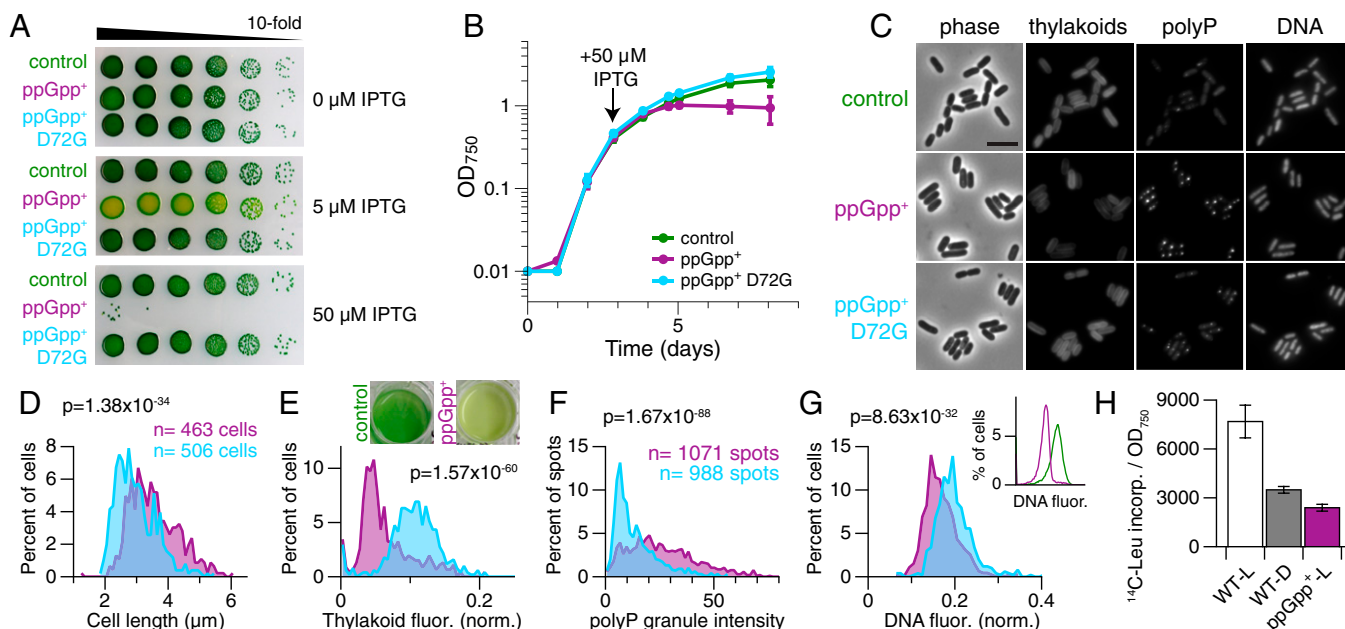 A
10-fold
control
ppGpp⁺
ppGpp⁺
D72G
0 µM IPTG
control
ppGpp⁺
ppGpp⁺
D72G
5 µM IPTG
control
ppGpp⁺
ppGpp⁺
D72G
50 µM IPTG
B
+50 µM
IPTG
OD750
1
0.1
0.01
control
ppGpp⁺
ppGpp⁺ D72G
0
5
Time (days)
C
phase
thylakoids
polyP
DNA
control
ppGpp⁺
ppGpp⁺
D72G
D
p=1.38x10⁻³⁴
n= 463 cells
n= 506 cells
Percent of cells
8
6
4
2
0
2
4
6
Cell length (µm)
E
control
ppGpp⁺
p=1.57x10⁻⁶⁰
Percent of cells
10
5
0
0
0.2
Thylakoid fluor. (norm.)
F
p=1.67x10⁻⁸⁸
n= 1071 spots
n= 988 spots
Percent of spots
15
10
5
0
0
50
polyP granule intensity
G
p=8.63x10⁻³²
Percent of cells
15
10
5
0
0
0.2
0.4
DNA fluor. (norm.)
% of cells
5
0
DNA fluor.
H
¹⁴C-Leu incorp. / OD750
9000
6000
3000
0
WT-L
WT-D
ppGpp⁺-L